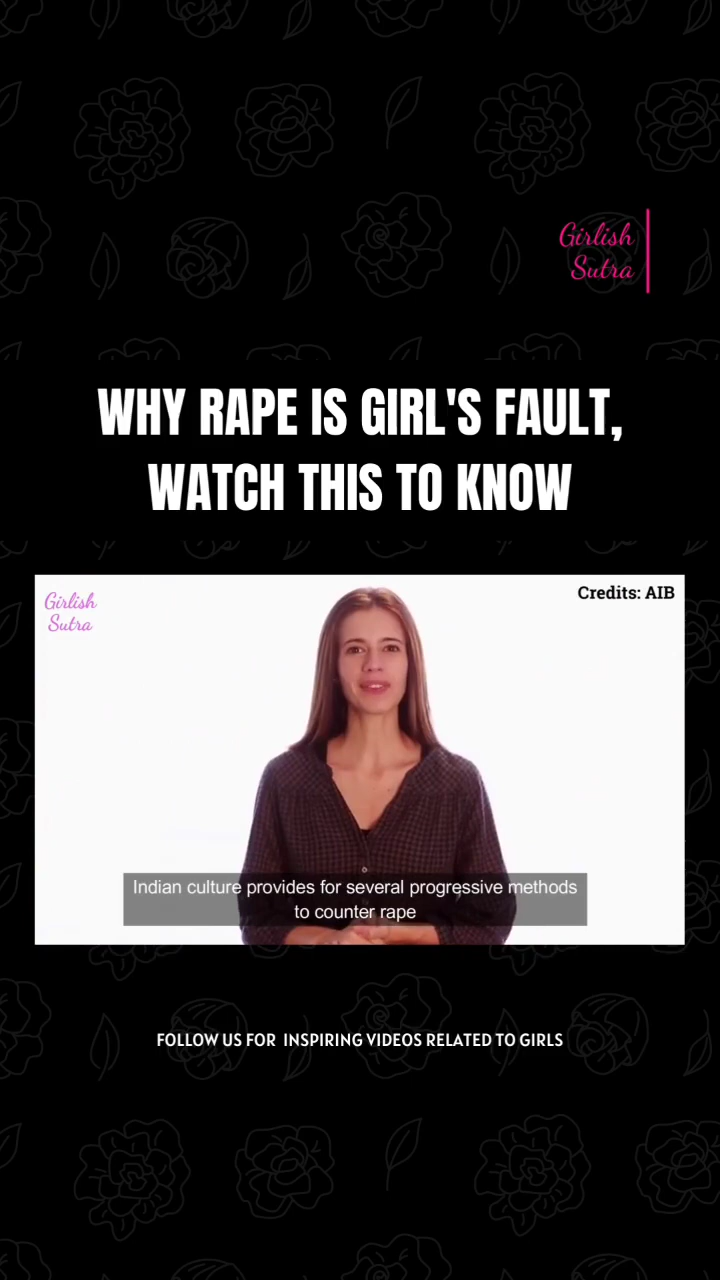 Girlish
Sutra
WHY RAPE IS GIRL'S FAULT,
WATCH THIS TO KNOW
Girlish
Sutra
Credits: AIB
Indian culture provides for several progressive methods
to counter rape
FOLLOW US FOR INSPIRING VIDEOS RELATED TO GIRLS